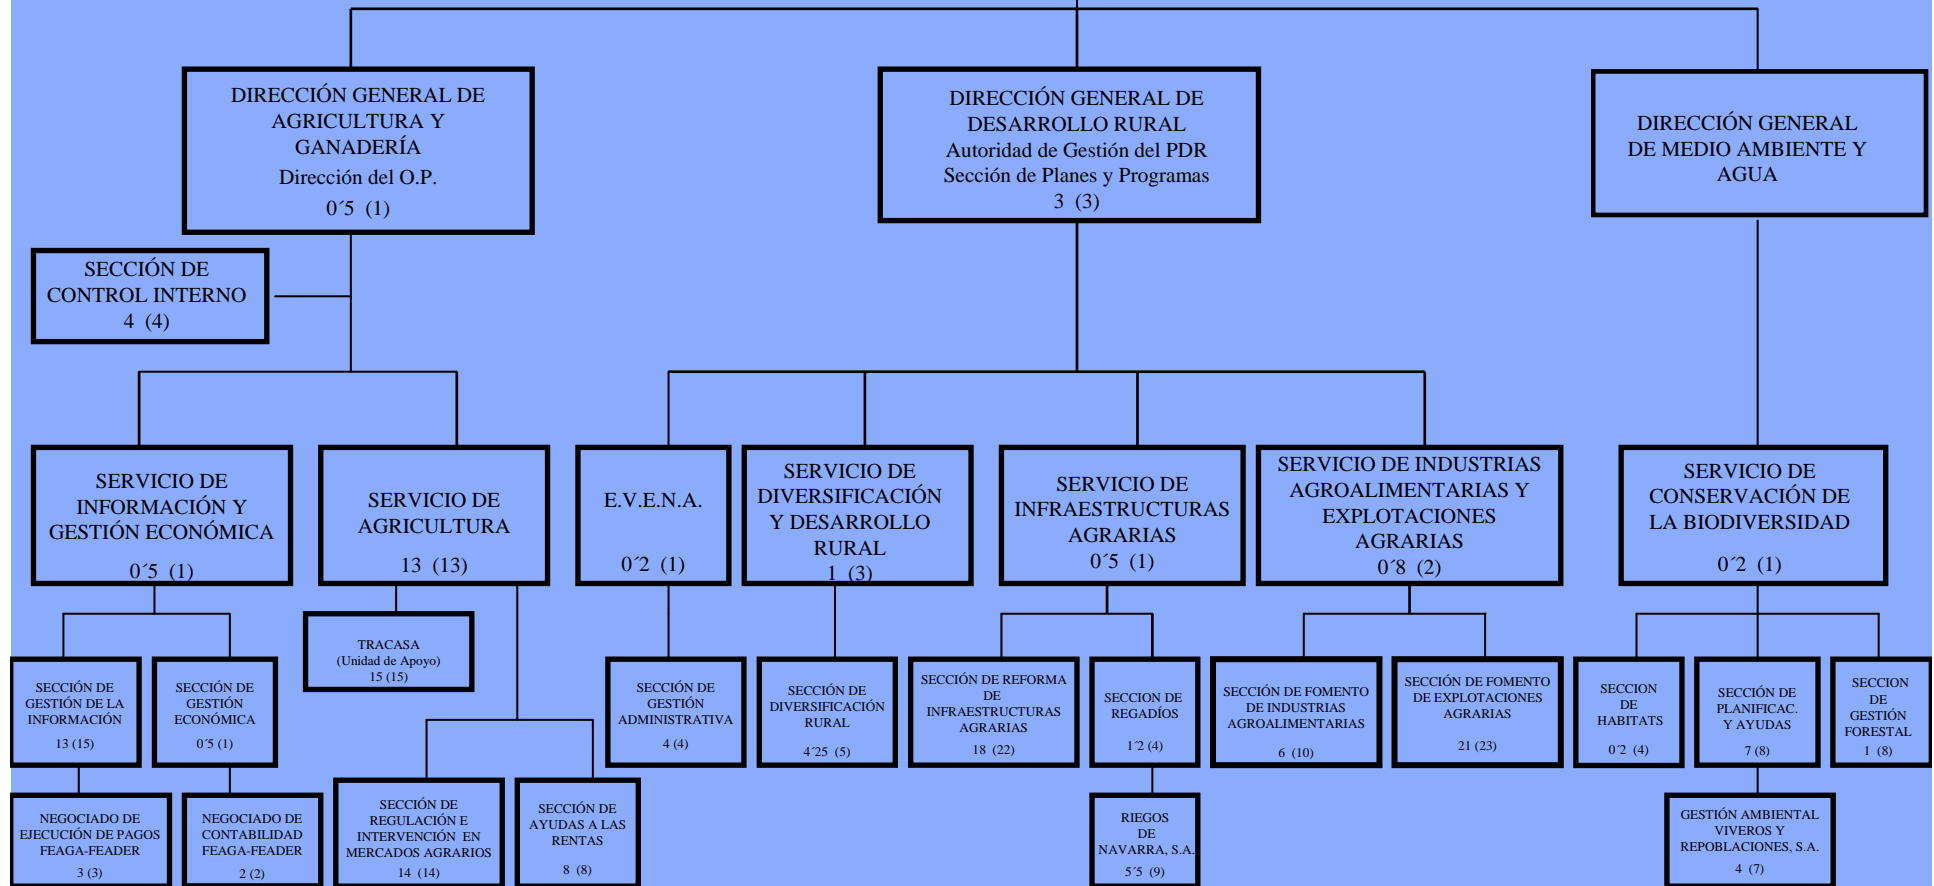 DIRECCIÓN GENERAL DE
AGRICULTURA Y
GANADERÍA
Dirección del O.P.
0´5 (1)
DIRECCIÓN GENERAL DE
DESARROLLO RURAL
Autoridad de Gestión del PDR
Sección de Planes y Programas
3 (3)
DIRECCIÓN GENERAL
DE MEDIO AMBIENTE Y
AGUA
SECCIÓN DE
CONTROL INTERNO
4 (4)
SERVICIO DE
INFORMACIÓN Y
GESTIÓN ECONÓMICA
0´5 (1)
SERVICIO DE
AGRICULTURA
13 (13)
E.V.E.N.A.
0´2 (1)
SERVICIO DE
DIVERSIFICACIÓN
Y DESARROLLO
RURAL
1 (3)
SERVICIO DE
INFRAESTRUCTURAS
AGRARIAS
0´5 (1)
SERVICIO DE INDUSTRIAS
AGROALIMENTARIAS Y
EXPLOTACIONES
AGRARIAS
0´8 (2)
SERVICIO DE
CONSERVACIÓN DE
LA BIODIVERSIDAD
0´2 (1)
TRACASA
(Unidad de Apoyo)
15 (15)
SECCIÓN DE
GESTIÓN DE LA
INFORMACIÓN
13 (15)
SECCIÓN DE
GESTIÓN
ECONÓMICA
0´5 (1)
SECCIÓN DE
GESTIÓN
ADMINISTRATIVA
4 (4)
SECCIÓN DE
DIVERSIFICACIÓN
RURAL
4´25 (5)
SECCIÓN DE REFORMA
DE
INFRAESTRUCTURAS
AGRARIAS
18 (22)
SECCION DE
REGADÍOS
1´2 (4)
SECCIÓN DE FOMENTO
DE INDUSTRIAS
AGROALIMENTARIAS
6 (10)
SECCIÓN DE FOMENTO
DE EXPLOTACIONES
AGRARIAS
21 (23)
SECCION
DE
HABITATS
0´2 (4)
SECCIÓN DE
PLANIFICAC.
Y AYUDAS
7 (8)
SECCION
DE
GESTIÓN
FORESTAL
1 (8)
NEGOCIADO DE
EJECUCIÓN DE PAGOS
FEAGA-FEADER
3 (3)
NEGOCIADO DE
CONTABILIDAD
FEAGA-FEADER
2 (2)
SECCIÓN DE
REGULACIÓN E
INTERVENCIÓN EN
MERCADOS AGRARIOS
14 (14)
SECCIÓN DE
AYUDAS A LAS
RENTAS
8 (8)
RIEGOS
DE
NAVARRA, S.A.
5´5 (9)
GESTIÓN AMBIENTAL
VIVEROS Y
REPOBLACIONES, S.A.
4 (7)